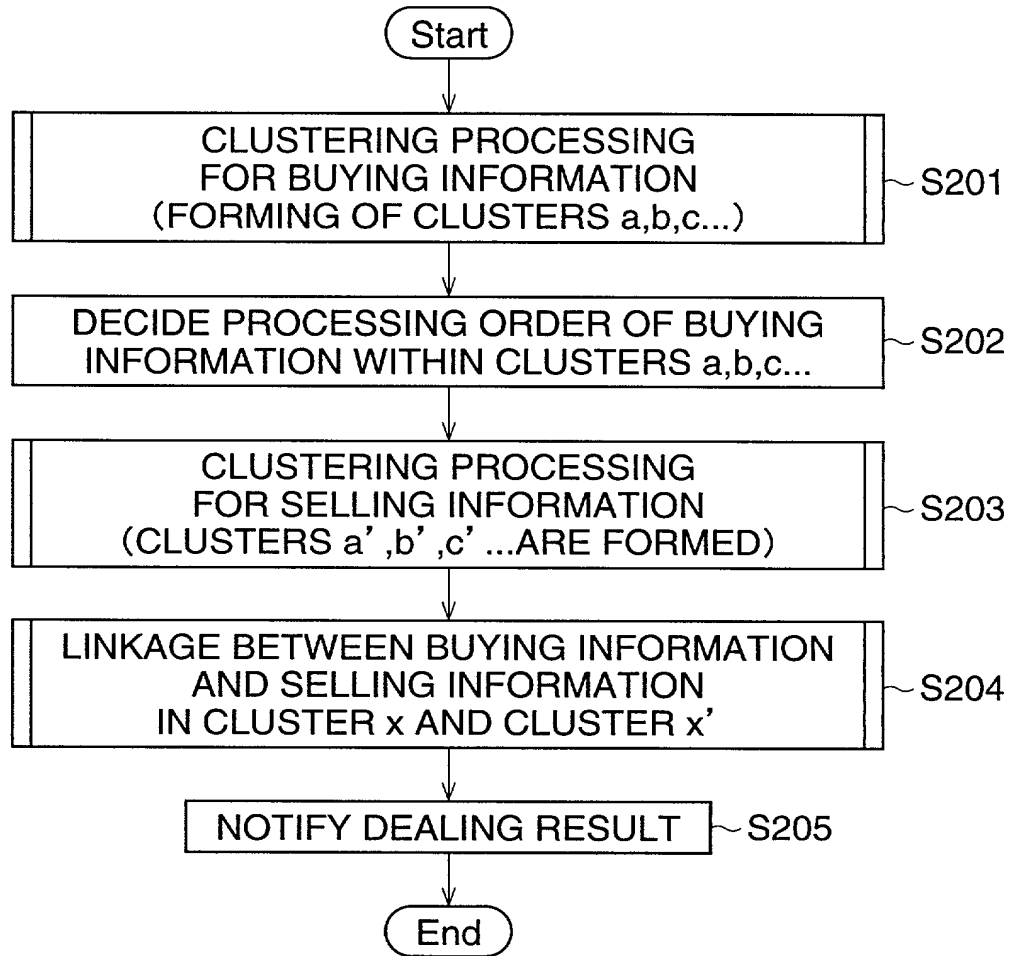 Start
CLUSTERING PROCESSING
FOR BUYING INFORMATION
(FORMING OF CLUSTERS a,b,c...)
S201
DECIDE PROCESSING ORDER OF BUYING
INFORMATION WITHIN CLUSTERS a,b,c...
S202
CLUSTERING PROCESSING
FOR SELLING INFORMATION
(CLUSTERS a' ,b' ,c' ...ARE FORMED)
S203
LINKAGE BETWEEN BUYING INFORMATION
AND SELLING INFORMATION
IN CLUSTER x AND CLUSTER x'
S204
NOTIFY DEALING RESULT
S205
End